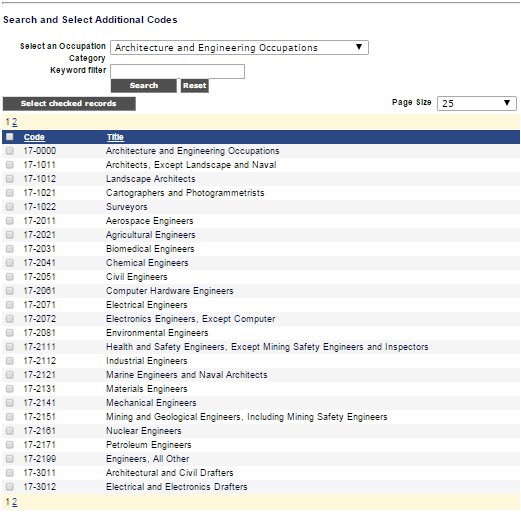 Search and Select Additional Codes
Select an Occupation Architecture and Engineering Occupations
Category
Keyword filter
Search Reset
Select checked records Page Size 25
1 2
Code Title
17-0000 Architecture and Engineering Occupations
17-1011 Architects, Except Landscape and Naval
17-1012 Landscape Architects
17-1021 Cartographers and Photogrammetrists
17-1022 Surveyors
17-2011 Aerospace Engineers
17-2021 Agricultural Engineers
17-2031 Biomedical Engineers
17-2041 Chemical Engineers
17-2051 Civil Engineers
17-2061 Computer Hardware Engineers
17-2071 Electrical Engineers
17-2072 Electronics Engineers, Except Computer
17-2081 Environmental Engineers
17-2111 Health and Safety Engineers, Except Mining Safety Engineers and Inspectors
17-2112 Industrial Engineers
17-2121 Marine Engineers and Naval Architects
17-2131 Materials Engineers
17-2141 Mechanical Engineers
17-2151 Mining and Geological Engineers, Including Mining Safety Engineers
17-2161 Nuclear Engineers
17-2171 Petroleum Engineers
17-2199 Engineers, All Other
17-3011 Architectural and Civil Drafters
17-3012 Electrical and Electronics Drafters
1 2